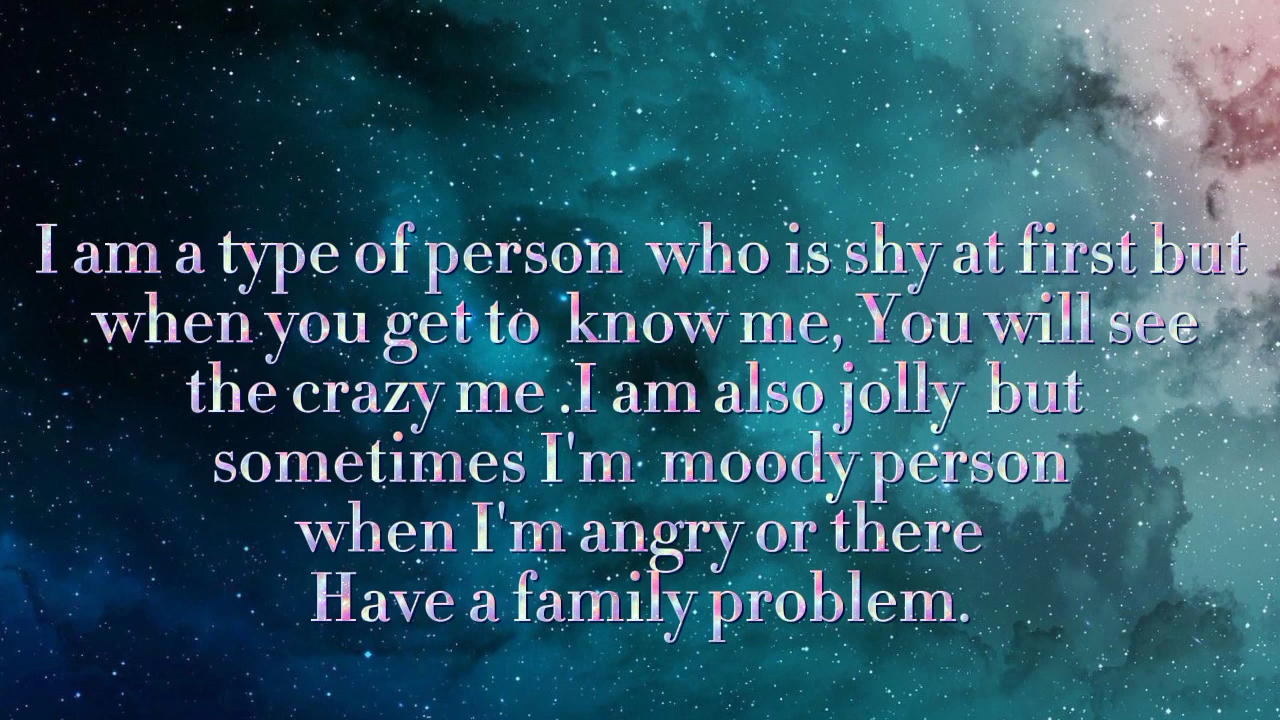 I am a type of person who is shy at first but
when you get to know me, You will see
the crazy me .I am also jolly but
sometimes I'm moody person
when I'm angry or there
Have a family problem.